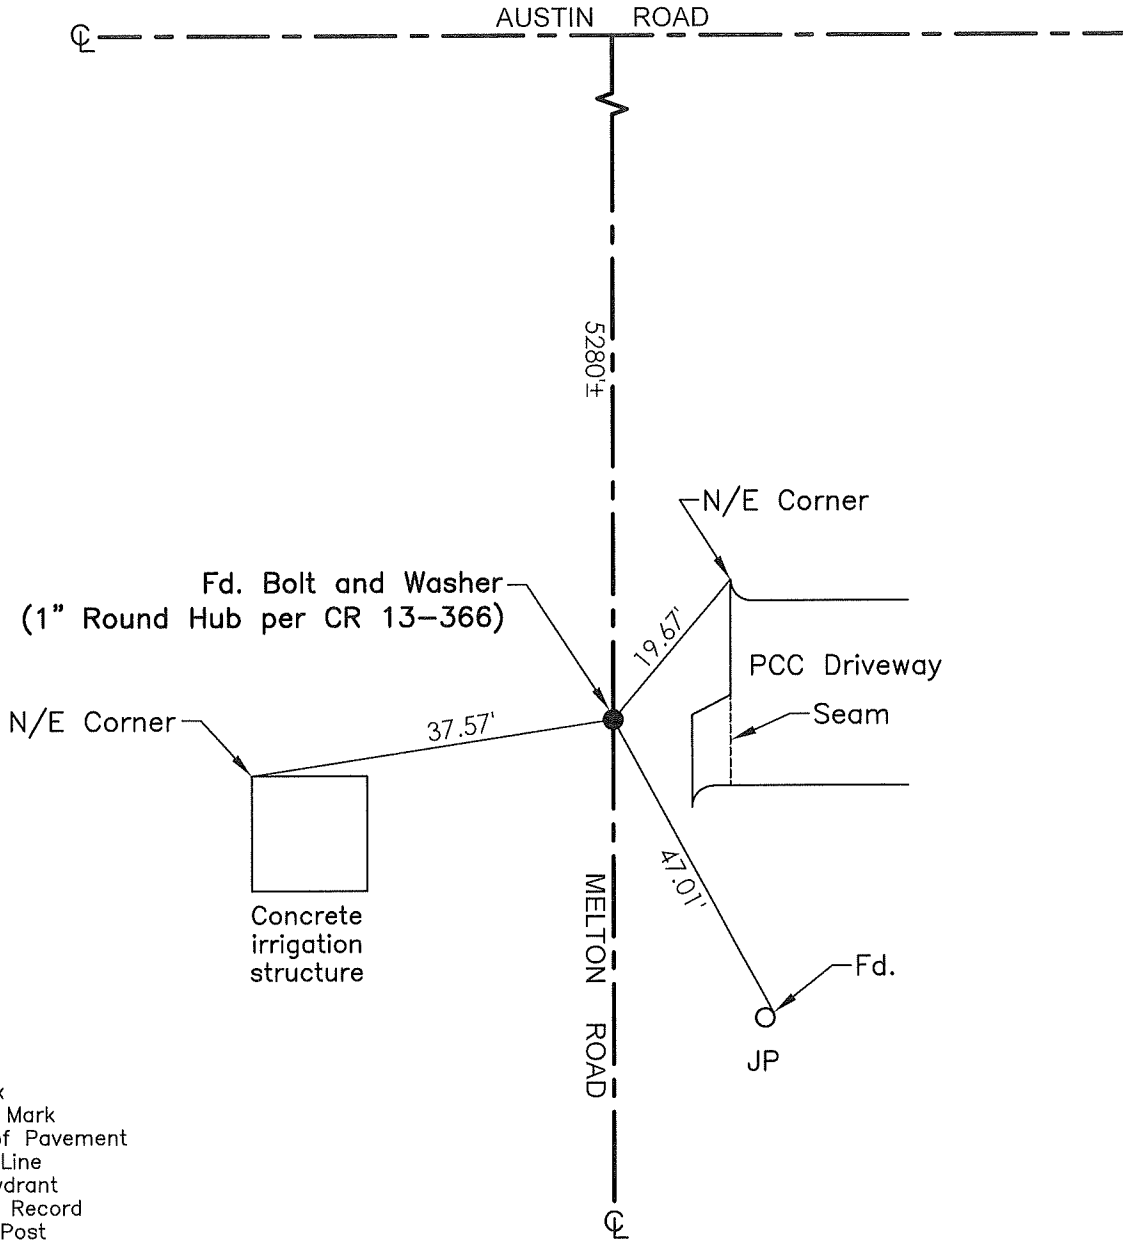 AUSTIN ROAD
℄
5280'±
N/E Corner
Fd. Bolt and Washer
(1" Round Hub per CR 13-366)
19.67'
PCC Driveway
N/E Corner
37.57'
Seam
47.01'
MELTON ROAD
Concrete
irrigation
structure
Fd.
JP
Mark
of Pavement
Line
Record
Post
℄